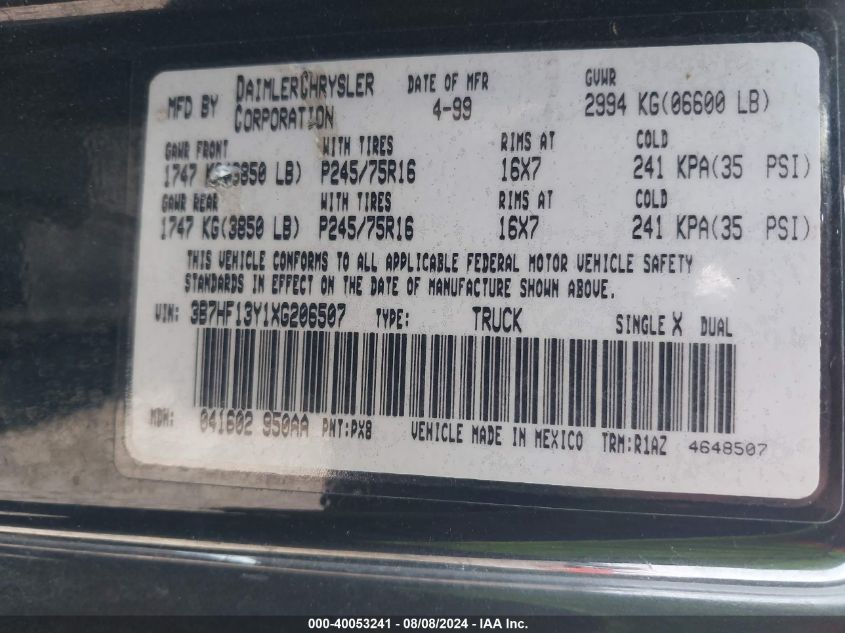 MFD BY DAIMLERCHRYSLER CORPORATION DATE OF MFR 4-99 GVWR 2994 KG(06600 LB)
GAWR FRONT WITH TIRES RIMS AT COLD
1747 KG(3850 LB) P245/75R16 16X7 241 KPA(35 PSI)
GAWR REAR WITH TIRES RIMS AT COLD
1747 KG(3850 LB) P245/75R16 16X7 241 KPA(35 PSI)
THIS VEHICLE CONFORMS TO ALL APPLICABLE FEDERAL MOTOR VEHICLE SAFETY
STANDARDS IN EFFECT ON THE DATE OF MANUFACTURE SHOWN ABOVE.
VIN: 3B7HF13Y1XG206507 TYPE: TRUCK SINGLE X DUAL
MDH: 041602 950AA PNT:PX8 VEHICLE MADE IN MEXICO TRM:R1AZ 4648507
000-40053241 - 08/08/2024 - IAA Inc.